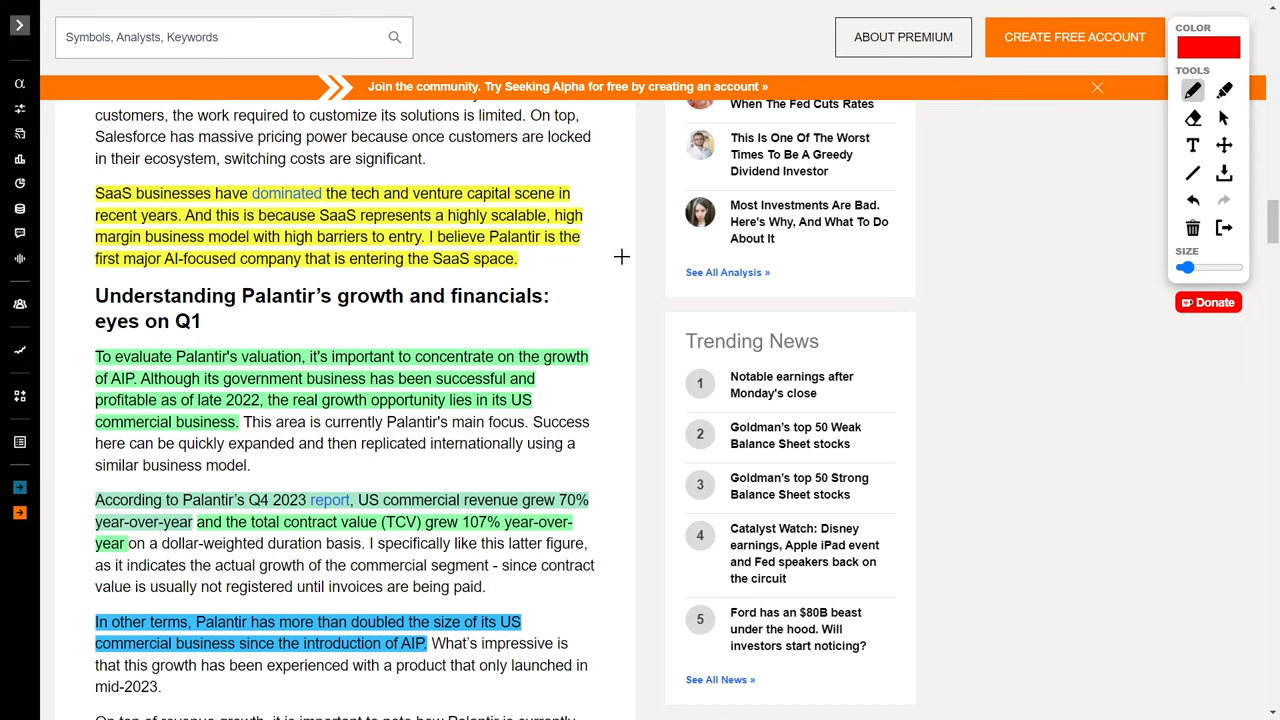 Symbols, Analysts, Keywords
ABOUT PREMIUM
CREATE FREE ACCOUNT
Join the community. Try Seeking Alpha for free by creating an account »
customers, the work required to customize its solutions is limited. On top,
Salesforce has massive pricing power because once customers are locked
in their ecosystem, switching costs are significant.
SaaS businesses have dominated the tech and venture capital scene in
recent years. And this is because SaaS represents a highly scalable, high
margin business model with high barriers to entry. I believe Palantir is the
first major AI-focused company that is entering the SaaS space.
Understanding Palantir’s growth and financials:
eyes on Q1
To evaluate Palantir's valuation, it's important to concentrate on the growth
of AIP. Although its government business has been successful and
profitable as of late 2022, the real growth opportunity lies in its US
commercial business. This area is currently Palantir's main focus. Success
here can be quickly expanded and then replicated internationally using a
similar business model.
According to Palantir’s Q4 2023 report, US commercial revenue grew 70%
year-over-year and the total contract value (TCV) grew 107% year-over-
year on a dollar-weighted duration basis. I specifically like this latter figure,
as it indicates the actual growth of the commercial segment - since contract
value is usually not registered until invoices are being paid.
In other terms, Palantir has more than doubled the size of its US
commercial business since the introduction of AIP. What’s impressive is
that this growth has been experienced with a product that only launched in
mid-2023.
On top of revenue growth, it is important to note how Palantir is currently
When The Fed Cuts Rates
This Is One Of The Worst
Times To Be A Greedy
Dividend Investor
Most Investments Are Bad.
Here's Why, And What To Do
About It
See All Analysis »
Trending News
1
Notable earnings after
Monday's close
2
Goldman’s top 50 Weak
Balance Sheet stocks
3
Goldman’s top 50 Strong
Balance Sheet stocks
4
Catalyst Watch: Disney
earnings, Apple iPad event
and Fed speakers back on
the circuit
5
Ford has an $80B beast
under the hood. Will
investors start noticing?
See All News »
COLOR
TOOLS
T
SIZE
Donate